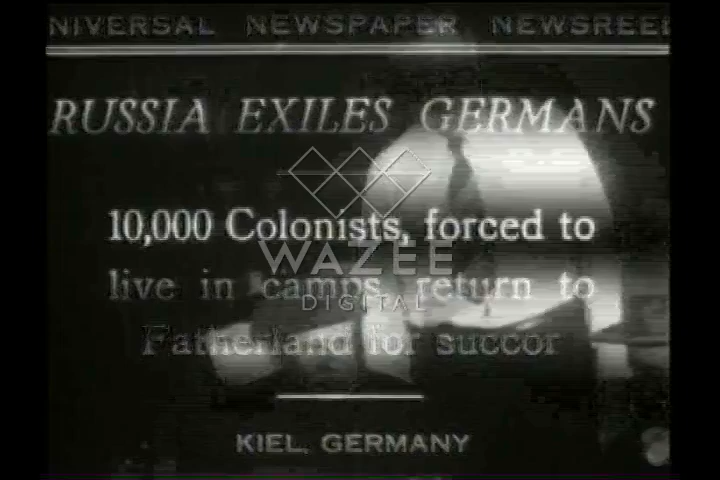 NIVERSAL NEWSPAPER NEWSREEL
RUSSIA EXILES GERMANS
10,000 Colonists, forced to
live in camps, return to
Fatherland for succor
KIEL, GERMANY
WAZEE
DIGITAL